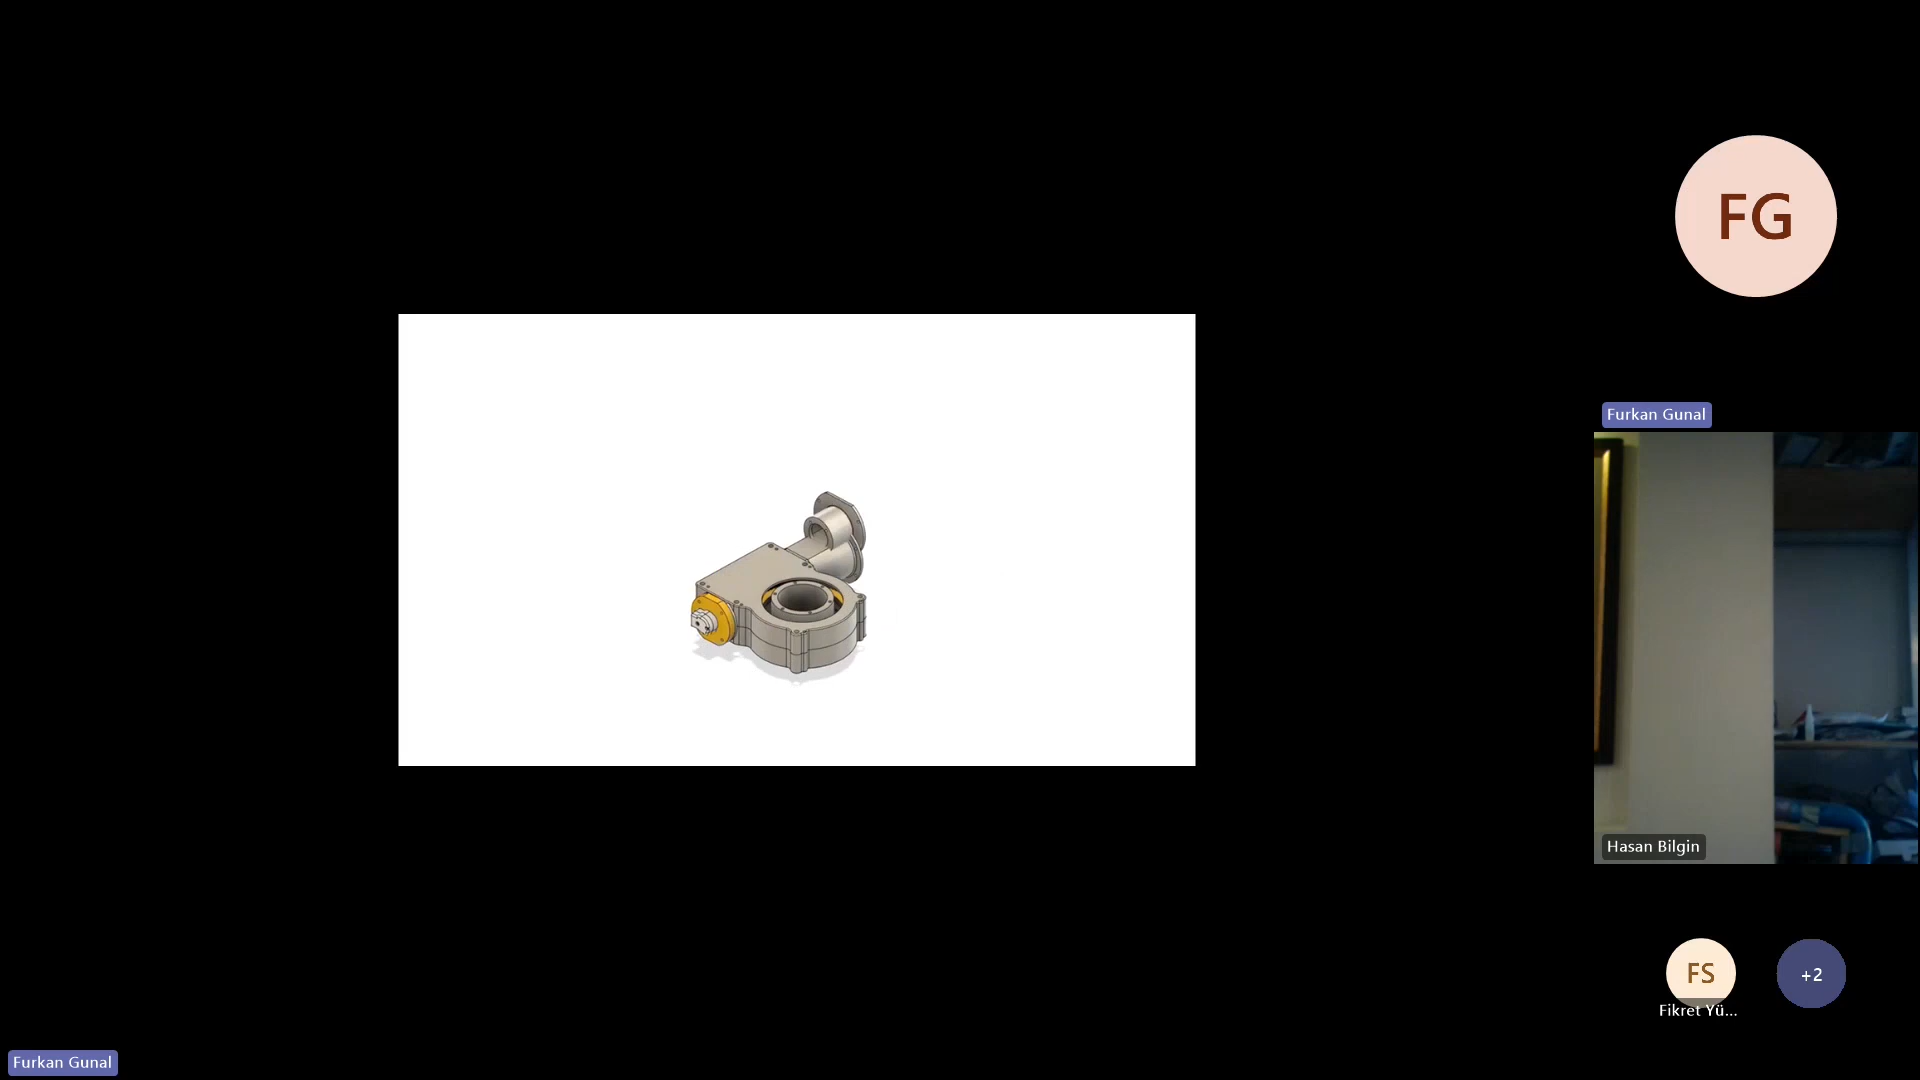 FG
Furkan Gunal
Hasan Bilgin
FS
+2
Fikret Yü...
Furkan Gunal